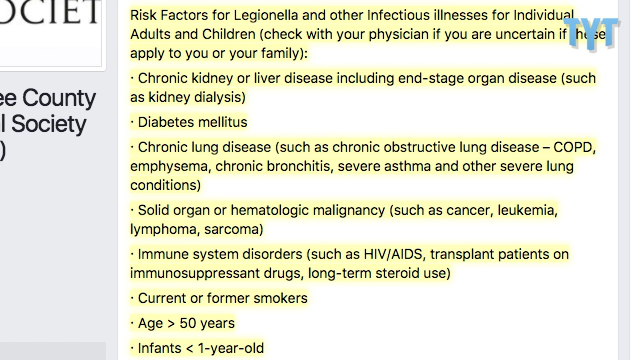 OCIET
ee County
l Society
)
Risk Factors for Legionella and other Infectious illnesses for Individual
Adults and Children (check with your physician if you are uncertain if these
apply to you or your family):
· Chronic kidney or liver disease including end-stage organ disease (such
as kidney dialysis)
· Diabetes mellitus
· Chronic lung disease (such as chronic obstructive lung disease – COPD,
emphysema, chronic bronchitis, severe asthma and other severe lung
conditions)
· Solid organ or hematologic malignancy (such as cancer, leukemia,
lymphoma, sarcoma)
· Immune system disorders (such as HIV/AIDS, transplant patients on
immunosuppressant drugs, long-term steroid use)
· Current or former smokers
· Age > 50 years
· Infants < 1-year-old
TYT